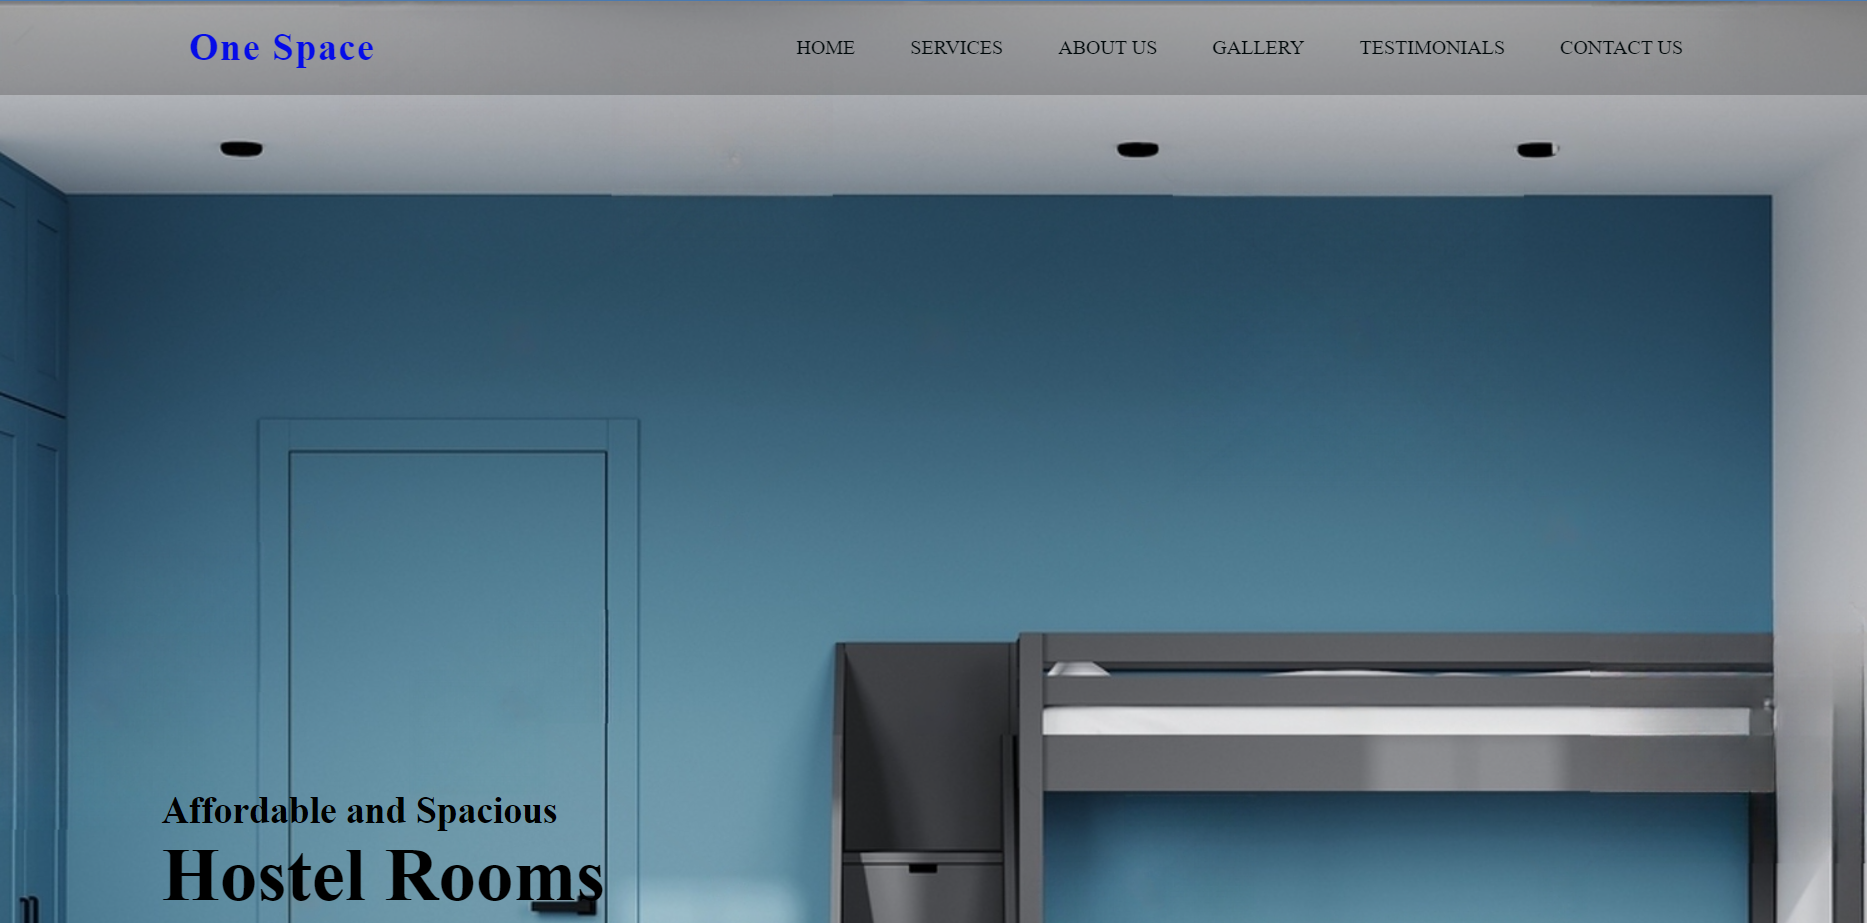 One Space
HOME SERVICES ABOUT US GALLERY TESTIMONIALS CONTACT US
Affordable and Spacious
Hostel Rooms